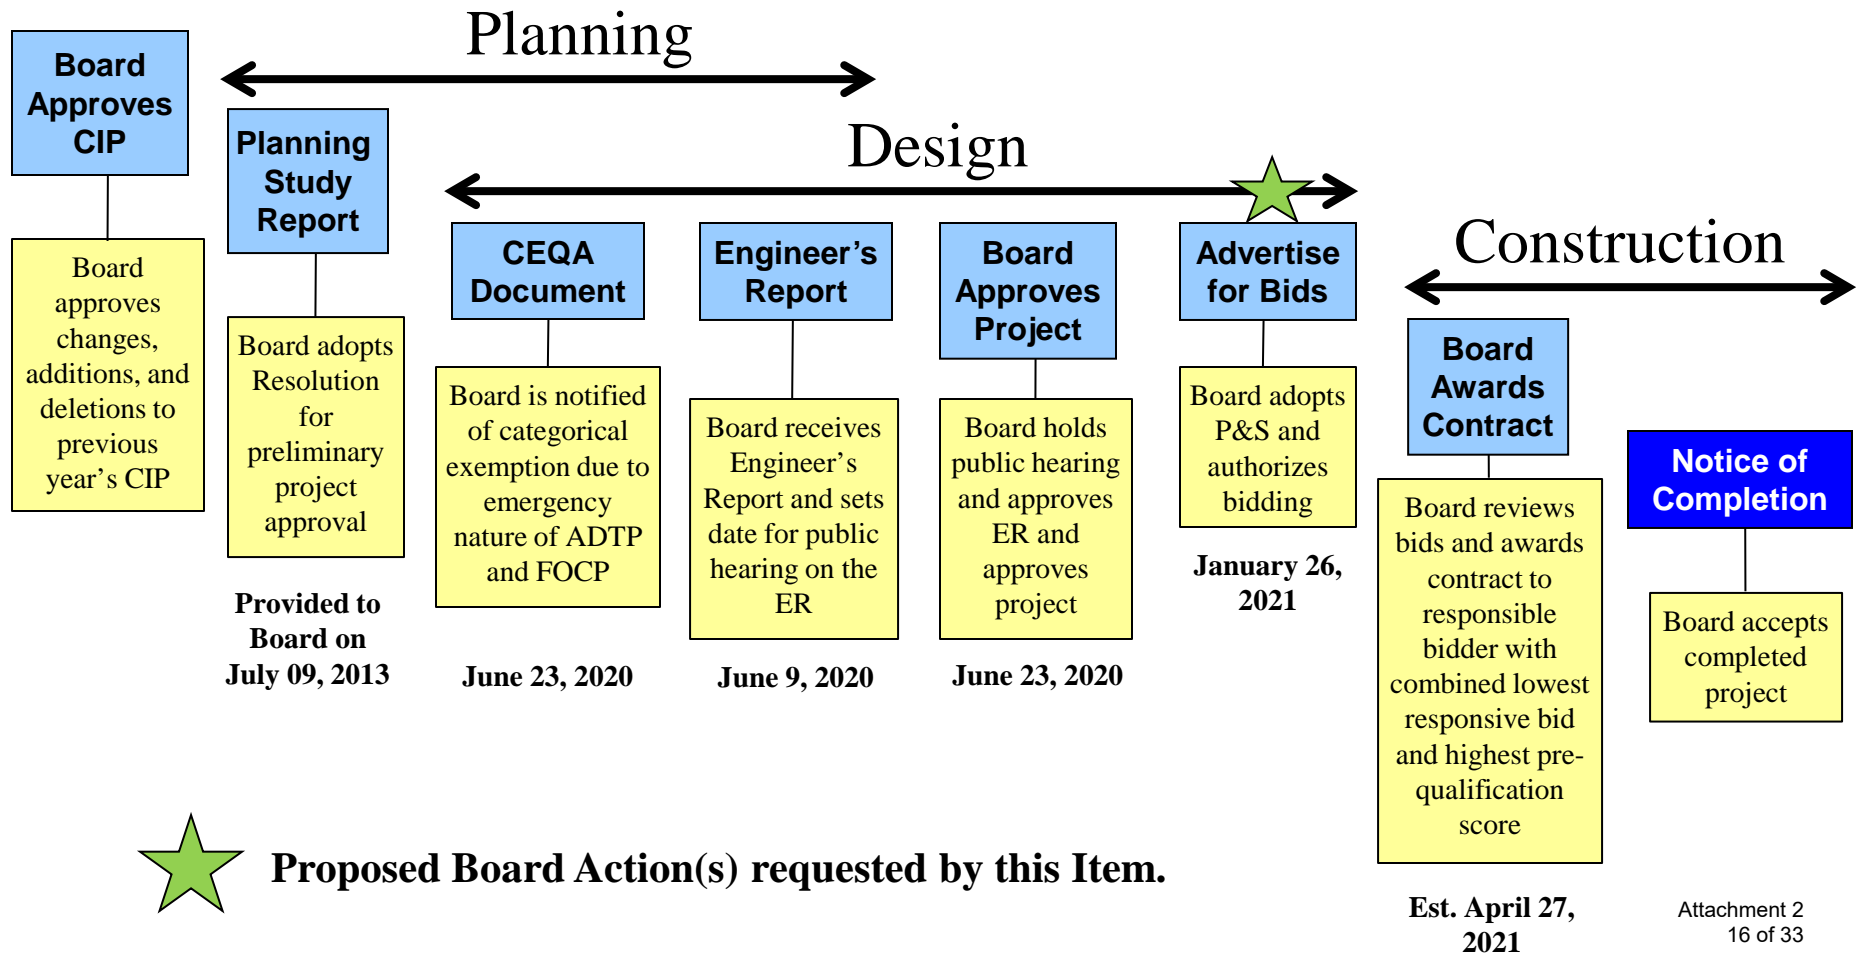 Planning
Board
Approves
CIP
Board
approves
changes,
additions, and
deletions to
previous
year’s CIP
Planning
Study
Report
Board adopts
Resolution
for
preliminary
project
approval
Provided to
Board on
July 09, 2013
Design
CEQA
Document
Board is notified
of categorical
exemption due to
emergency
nature of ADTP
and FOCP
June 23, 2020
Engineer’s
Report
Board receives
Engineer’s
Report and sets
date for public
hearing on the
ER
June 9, 2020
Board
Approves
Project
Board holds
public hearing
and approves
ER and
approves
project
June 23, 2020
Advertise
for Bids
Board adopts
P&S and
authorizes
bidding
January 26,
2021
Construction
Board
Awards
Contract
Board reviews
bids and awards
contract to
responsible
bidder with
combined lowest
responsive bid
and highest pre-
qualification
score
Est. April 27,
2021
Notice of
Completion
Board accepts
completed
project
Proposed Board Action(s) requested by this Item.
Attachment 2
16 of 33